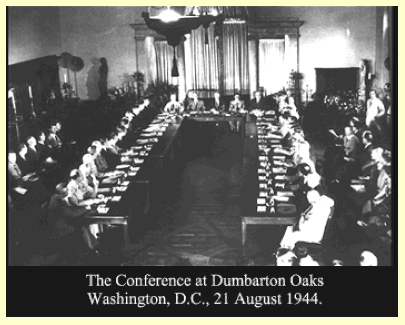 The Conference at Dumbarton Oaks
Washington, D.C., 21 August 1944.